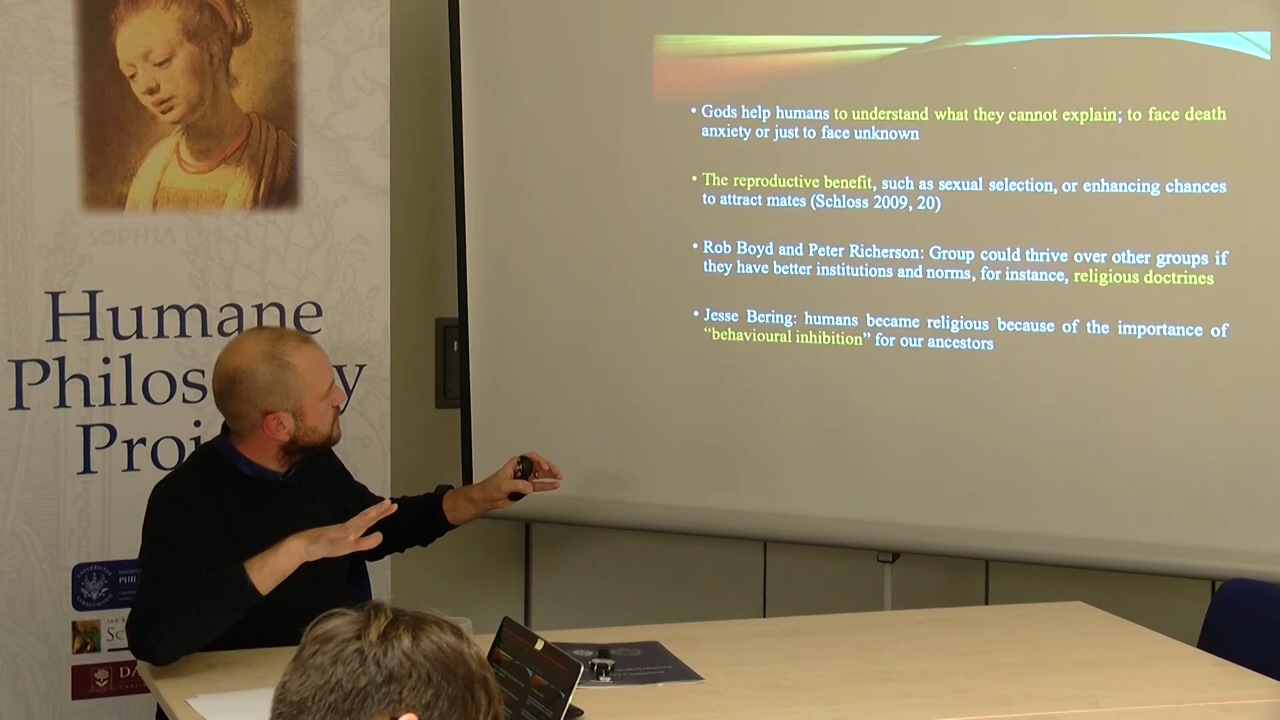 SOPHIA
Humane
Philos y
Proj
PHIL
Sc
DA
• Gods help humans to understand what they cannot explain; to face death
anxiety or just to face unknown
• The reproductive benefit, such as sexual selection, or enhancing chances
to attract mates (Schloss 2009, 20)
• Rob Boyd and Peter Richerson: Group could thrive over other groups if
they have better institutions and norms, for instance, religious doctrines
• Jesse Bering: humans became religious because of the importance of
“behavioural inhibition” for our ancestors